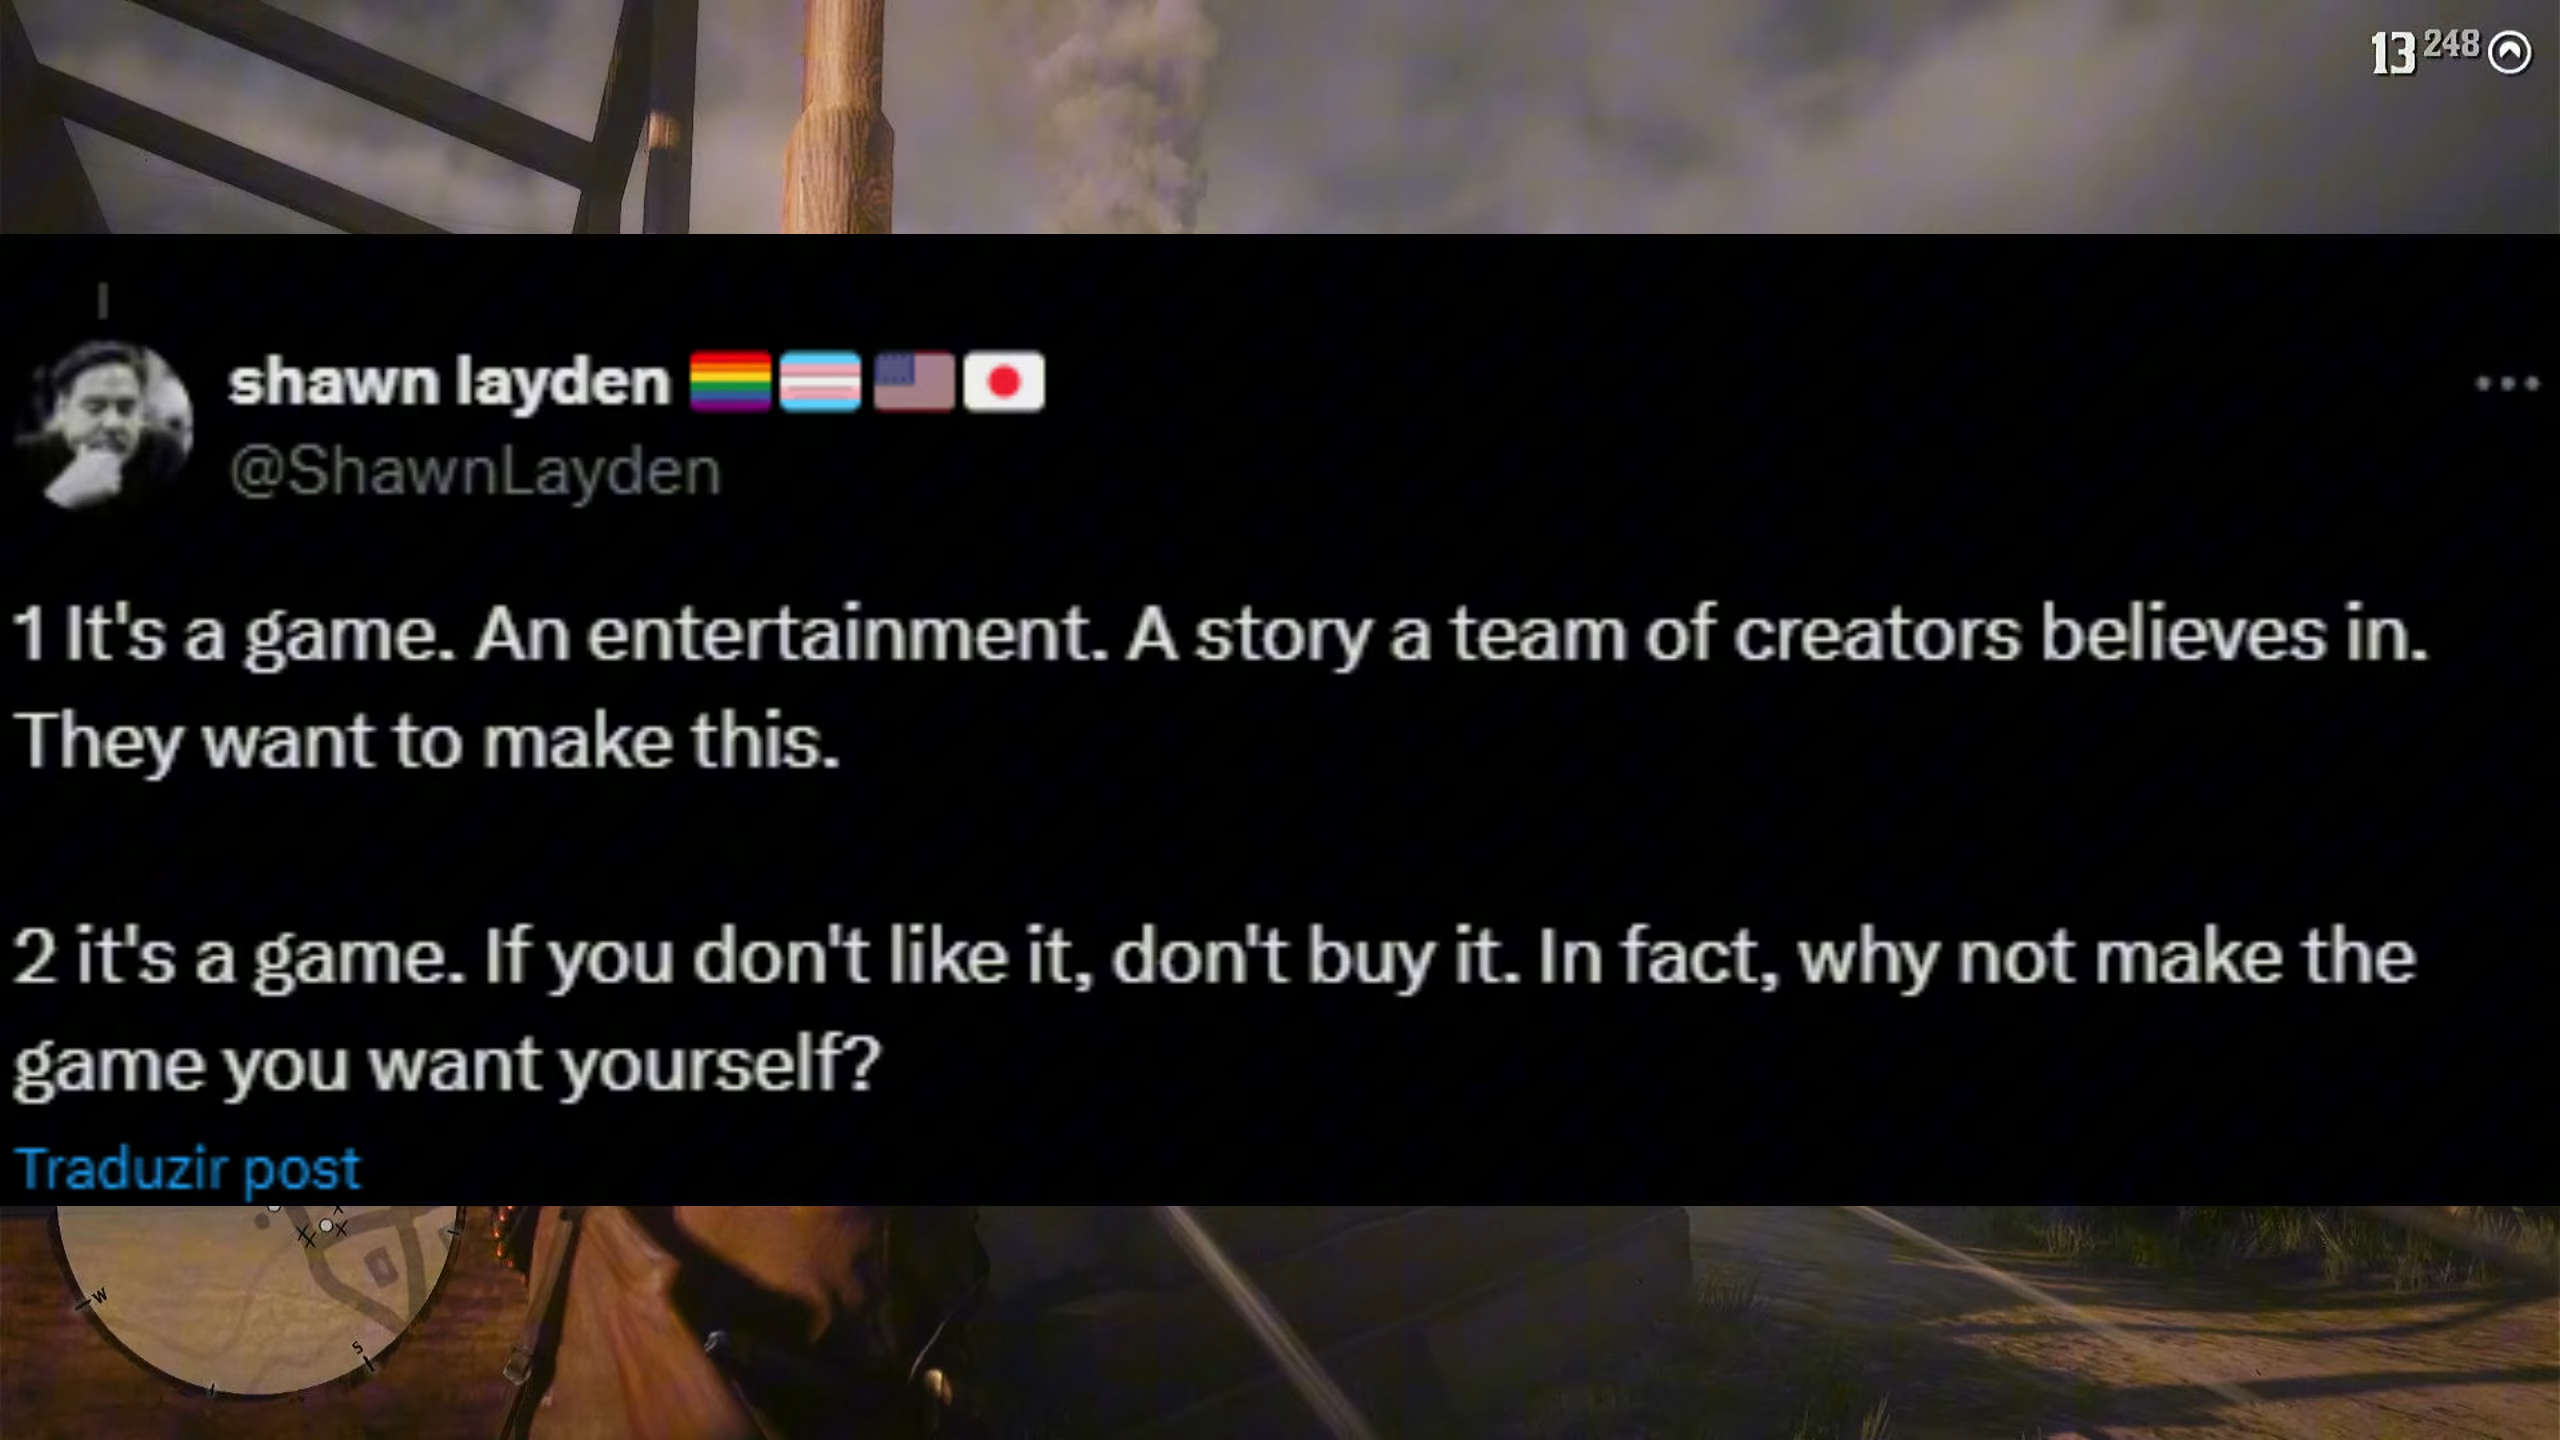 13 248
shawn layden 🏳️‍🌈🏳️‍⚧️🇺🇸🇯🇵
@ShawnLayden
1 It's a game. An entertainment. A story a team of creators believes in.
They want to make this.
2 it's a game. If you don't like it, don't buy it. In fact, why not make the
game you want yourself?
Traduzir post
W
S